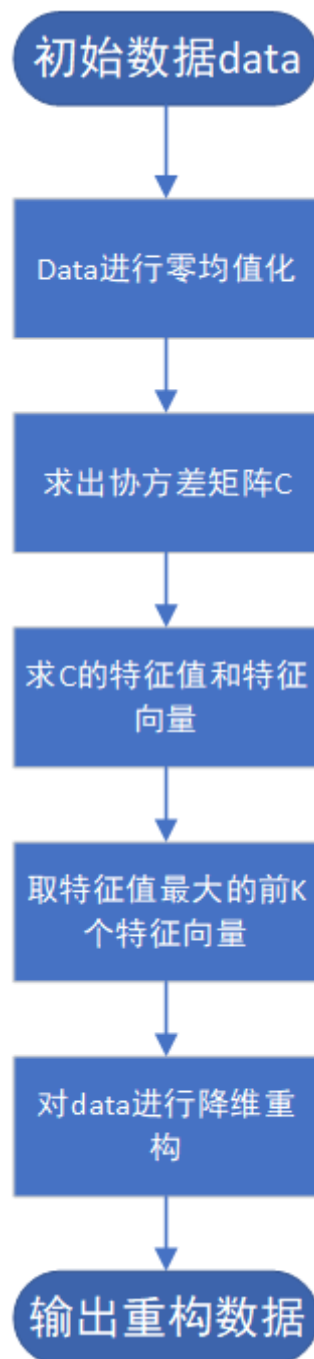 初始数据data
Data进行零均值化
求出协方差矩阵C
求C的特征值和特征
向量
取特征值最大的前K
个特征向量
对data进行降维重
构
输出重构数据